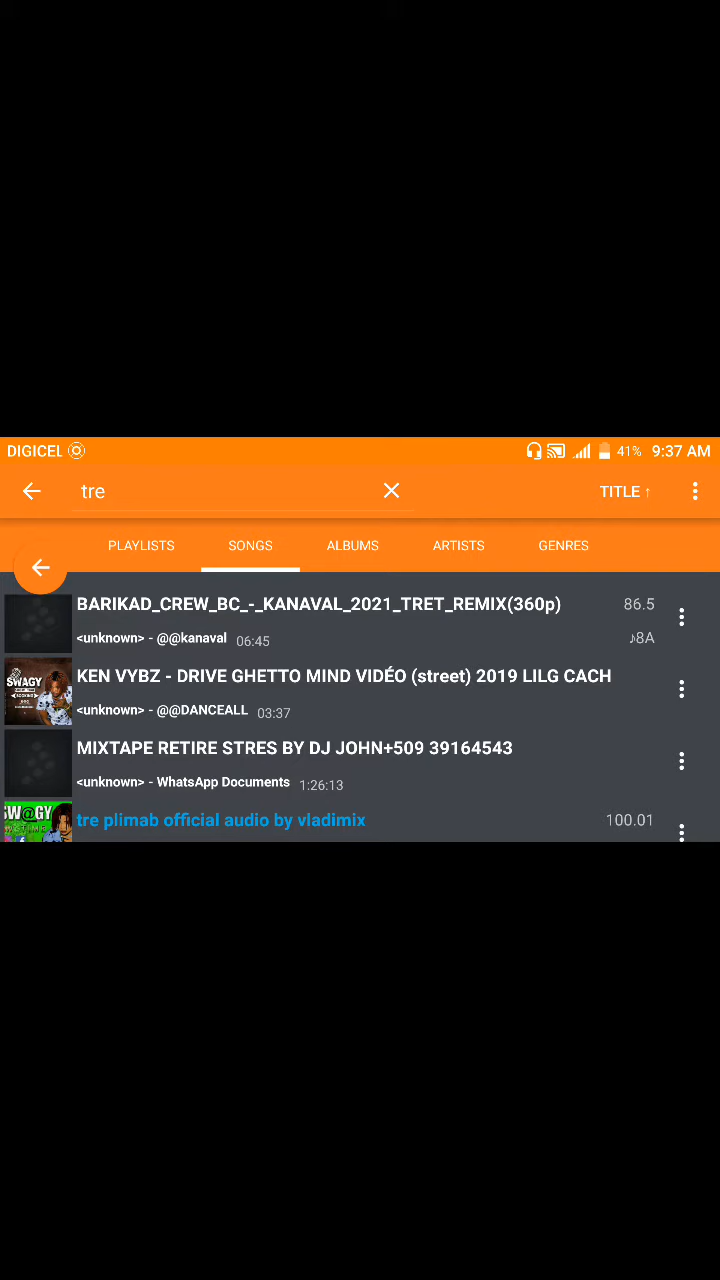 DIGICEL 41% 9:37 AM
tre TITLE ↑
PLAYLISTS SONGS ALBUMS ARTISTS GENRES
BARIKAD_CREW_BC_-_KANAVAL_2021_TRET_REMIX(360p) 86.5
<unknown> - @@kanaval 06:45 ♪8A
SWAGY
KEN VYBZ - DRIVE GHETTO MIND VIDÉO (street) 2019 LILG CACH
<unknown> - @@DANCEALL 03:37
MIXTAPE RETIRE STRES BY DJ JOHN+509 39164543
<unknown> - WhatsApp Documents 1:26:13
SW@GY
tre plimab official audio by vladimix 100.01